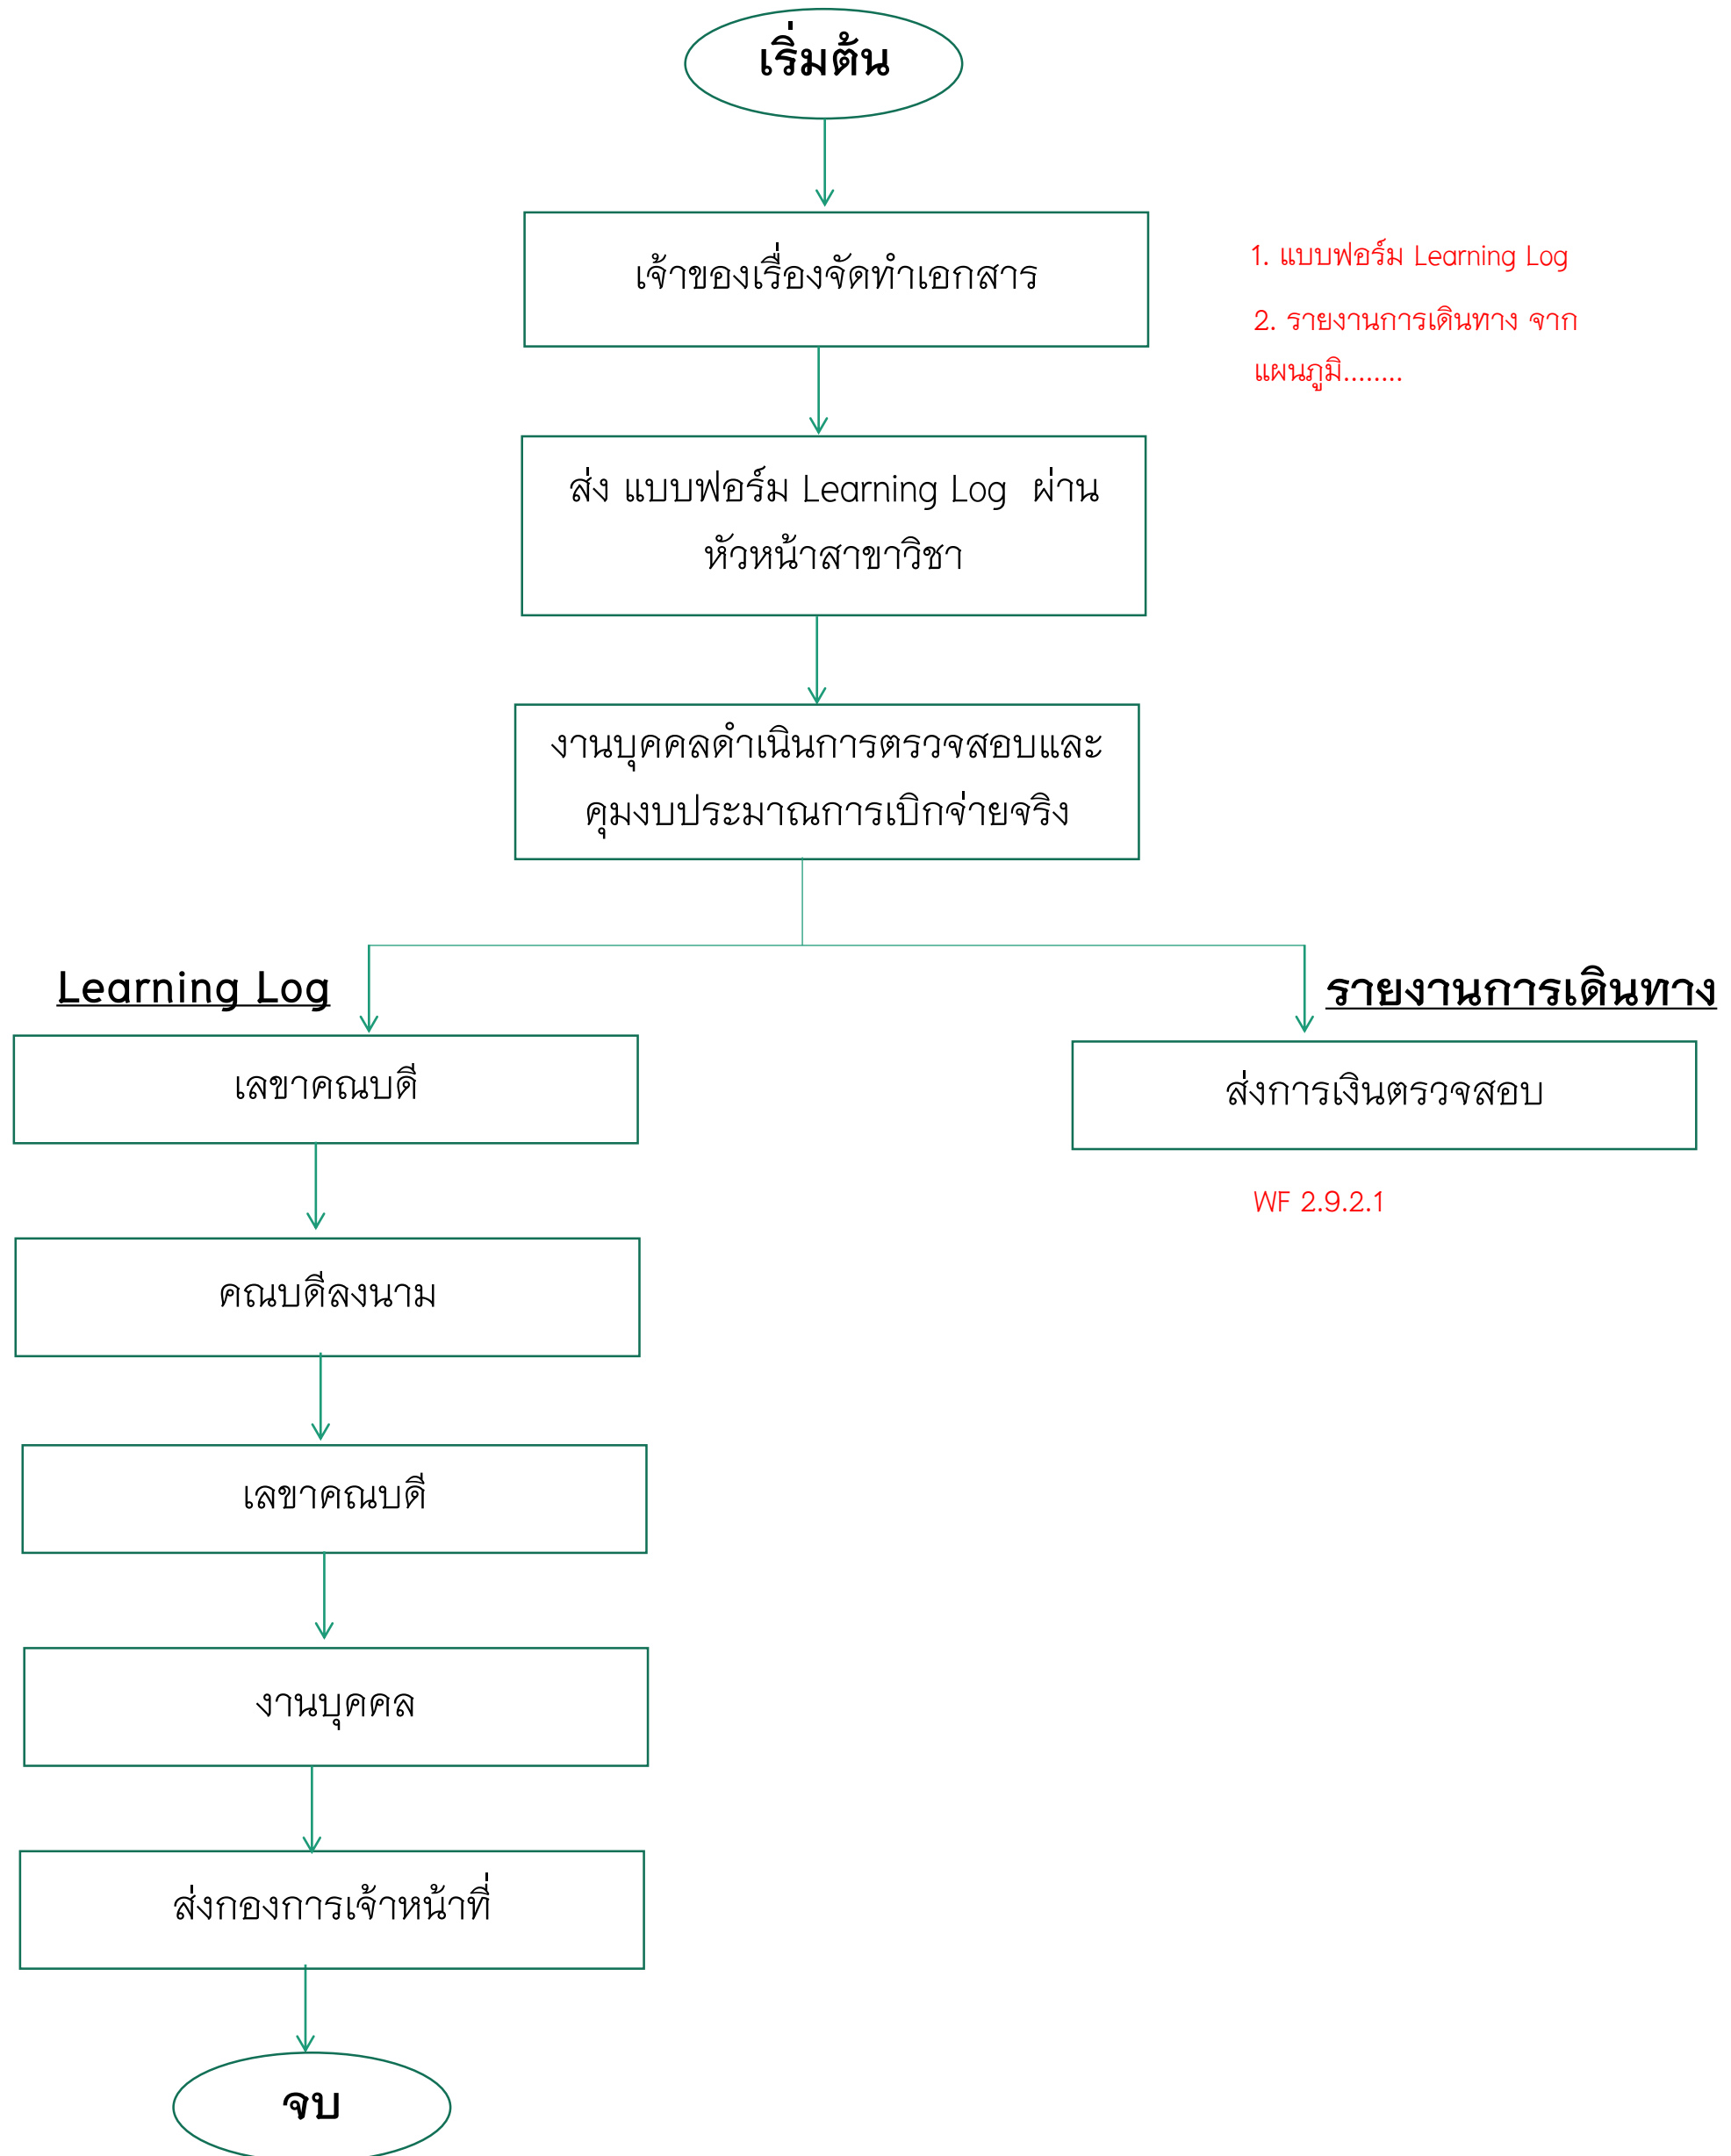 เริ่มต้น
เจ้าของเรื่องจัดทำเอกสาร
1. แบบฟอร์ม Learning Log
2. รายงานการเดินทาง จาก
แผนภูมิ........
ส่ง แบบฟอร์ม Learning Log ผ่าน
หัวหน้าสาขาวิชา
งานบุคคลดำเนินการตรวจสอบและ
คุมงบประมาณการเบิกจ่ายจริง
Learning Log
รายงานการเดินทาง
เลขาคณบดี
ส่งการเงินตรวจสอบ
WF 2.9.2.1
คณบดีลงนาม
เลขาคณบดี
งานบุคคล
ส่งกองการเจ้าหน้าที่
จบ